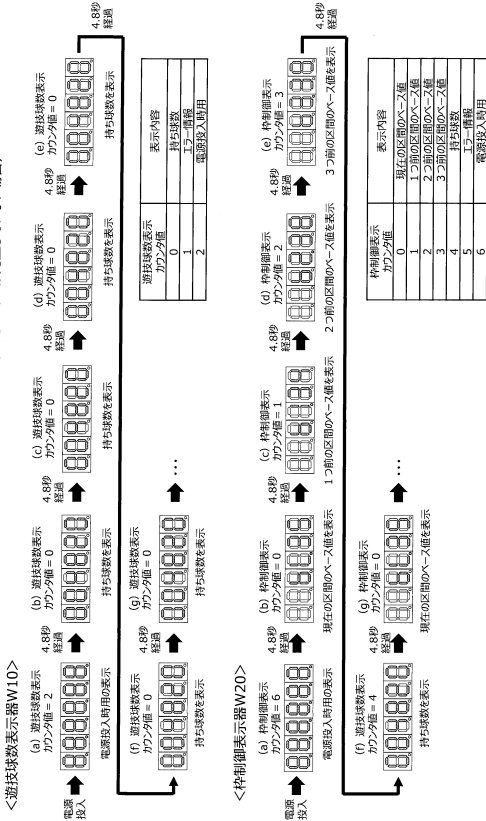 <遊技球数表示器W10>
電源
投入
(a) 遊技球数表示
カウンタ値 = 2
電源投入時用の表示
4.8秒
経過
(b) 遊技球数表示
カウンタ値 = 0
持ち球数を表示
4.8秒
経過
(c) 遊技球数表示
カウンタ値 = 0
持ち球数を表示
4.8秒
経過
(d) 遊技球数表示
カウンタ値 = 0
持ち球数を表示
4.8秒
経過
(e) 遊技球数表示
カウンタ値 = 0
持ち球数を表示
4.8秒
経過
(f) 遊技球数表示
カウンタ値 = 0
持ち球数を表示
4.8秒
経過
(g) 遊技球数表示
カウンタ値 = 0
持ち球数を表示
・・・
遊技球数表示
カウンタ値
表示内容
0 持ち球数
1 エラー情報
2 電源投入時用
<枠制御表示器W20>
電源
投入
(a) 枠制御表示
カウンタ値 = 6
電源投入時用の表示
4.8秒
経過
(b) 枠制御表示
カウンタ値 = 0
現在の区間のベース値を表示
4.8秒
経過
(c) 枠制御表示
カウンタ値 = 1
1つ前の区間のベース値を表示
4.8秒
経過
(d) 枠制御表示
カウンタ値 = 2
2つ前の区間のベース値を表示
4.8秒
経過
(e) 枠制御表示
カウンタ値 = 3
3つ前の区間のベース値を表示
4.8秒
経過
(f) 遊技球数表示
カウンタ値 = 4
持ち球数を表示
4.8秒
経過
(g) 枠制御表示
カウンタ値 = 0
現在の区間のベース値を表示
・・・
枠制御表示
カウンタ値
表示内容
0 現在の区間のベース値
1 1つ前の区間のベース値
2 2つ前の区間のベース値
3 3つ前の区間のベース値
4 持ち球数
5 エラー情報
6 電源投入時用